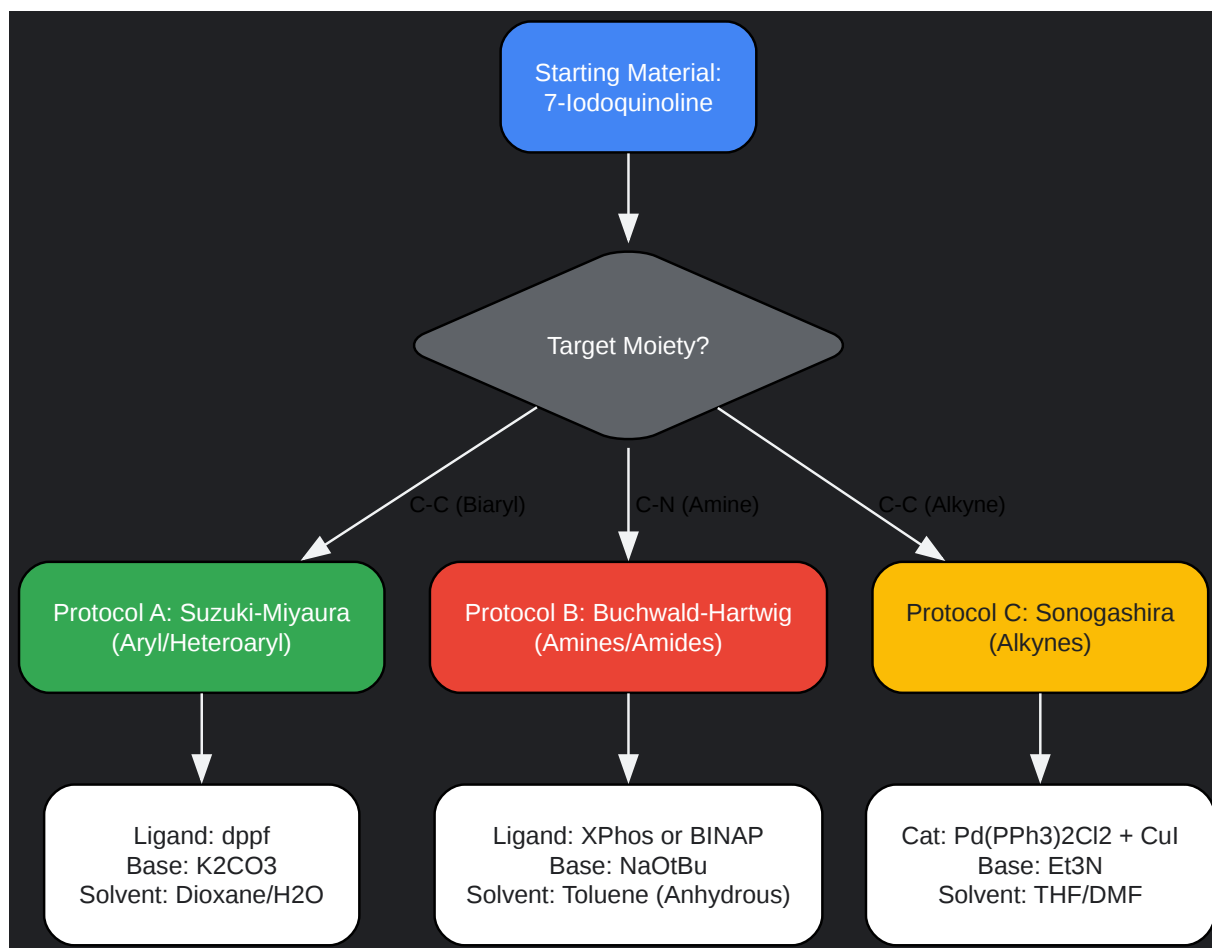 Starting Material:
7-Iodoquinoline
Target Moiety?
C-C (Biaryl)
C-N (Amine)
C-C (Alkyne)
Protocol A: Suzuki-Miyaura
(Aryl/Heteroaryl)
Protocol B: Buchwald-Hartwig
(Amines/Amides)
Protocol C: Sonogashira
(Alkynes)
Ligand: dppf
Base: K2CO3
Solvent: Dioxane/H2O
Ligand: XPhos or BINAP
Base: NaOtBu
Solvent: Toluene (Anhydrous)
Cat: Pd(PPh3)2Cl2 + CuI
Base: Et3N
Solvent: THF/DMF